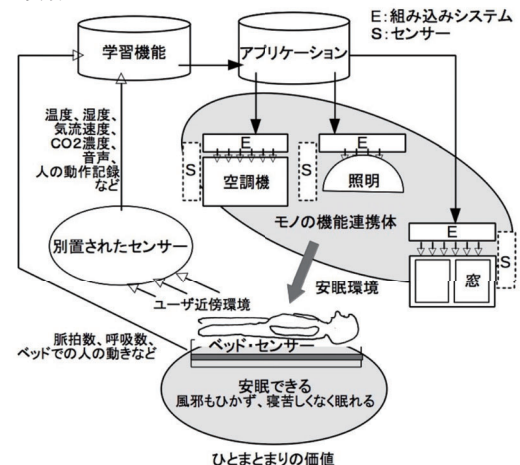 E：組み込みシステム
S：センサー
学習機能
アプリケーション
温度、湿度、
気流速度、
CO2濃度、
音声、
人の動作記録
など
E
S
空調機
E
S
照明
モノの機能連携体
E
S
窓
別置されたセンサー
安眠環境
ユーザ近傍環境
脈拍数、呼吸数、
ベッドでの人の動きなど
ベッド・センサー
安眠できる
風邪もひかず、寝苦しくなく眠れる
ひとまとまりの価値